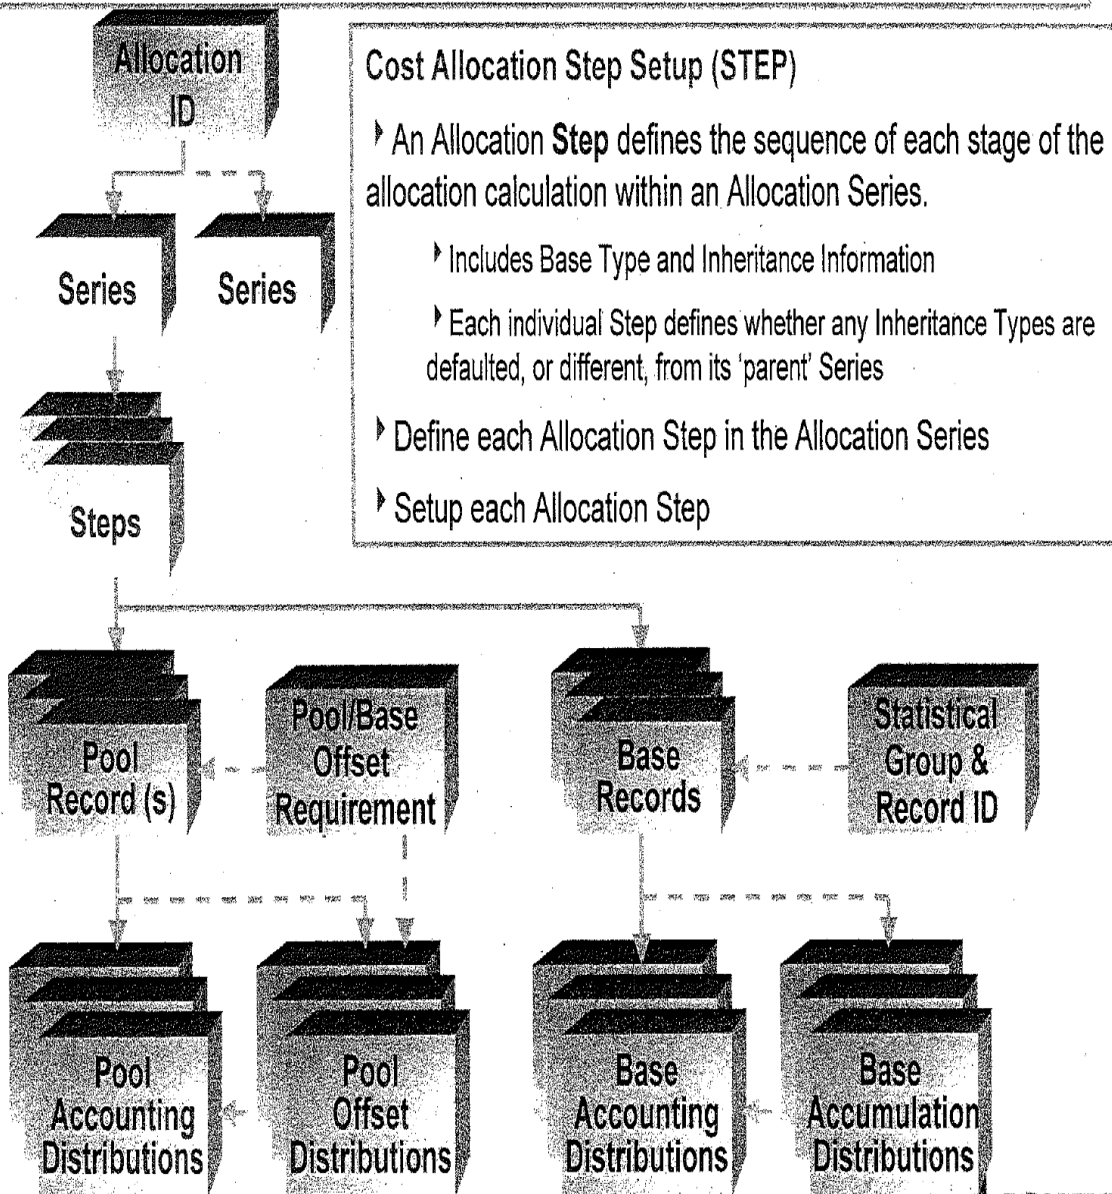 Allocation
ID
Cost Allocation Step Setup (STEP)
An Allocation Step defines the sequence of each stage of the
allocation calculation within an Allocation Series.
Includes Base Type and Inheritance Information
Each individual Step defines whether any Inheritance Types are
defaulted, or different, from its 'parent' Series
Define each Allocation Step in the Allocation Series
Setup each Allocation Step
Series
Series
Steps
Pool
Record (s)
Pool/Base
Offset
Requirement
Base
Records
Statistical
Group &
Record ID
Pool
Accounting
Distributions
Pool
Offset
Distributions
Base
Accounting
Distributions
Base
Accumulation
Distributions